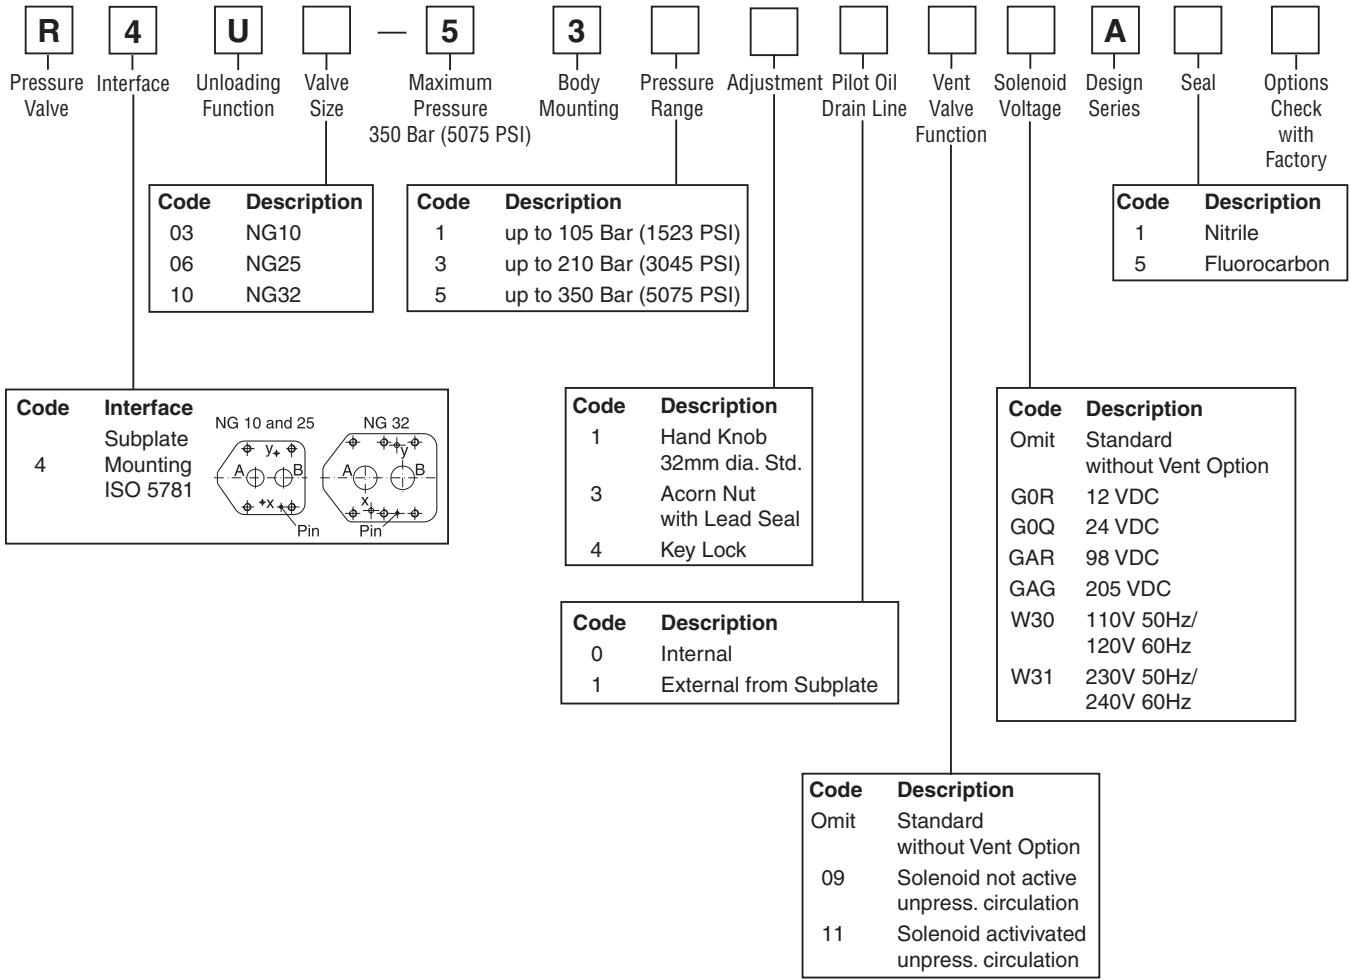 R 4 U — 5 3 A
Pressure Valve
Interface
Unloading Function
Valve Size
Maximum Pressure
350 Bar (5075 PSI)
Body Mounting
Pressure Range
Adjustment
Pilot Oil Drain Line
Vent Valve Function
Solenoid Voltage
Design Series
Seal
Options Check with Factory
Code Description
03 NG10
06 NG25
10 NG32
Code Description
1 up to 105 Bar (1523 PSI)
3 up to 210 Bar (3045 PSI)
5 up to 350 Bar (5075 PSI)
Code Description
1 Nitrile
5 Fluorocarbon
Code Interface
4 Subplate
Mounting
ISO 5781
NG 10 and 25
y
A B
x
Pin
NG 32
y
A B
x
Pin
Code Description
1 Hand Knob
32mm dia. Std.
3 Acorn Nut
with Lead Seal
4 Key Lock
Code Description
Omit Standard
without Vent Option
G0R 12 VDC
G0Q 24 VDC
GAR 98 VDC
GAG 205 VDC
W30 110V 50Hz/
120V 60Hz
W31 230V 50Hz/
240V 60Hz
Code Description
0 Internal
1 External from Subplate
Code Description
Omit Standard
without Vent Option
09 Solenoid not active
unpress. circulation
11 Solenoid activivated
unpress. circulation